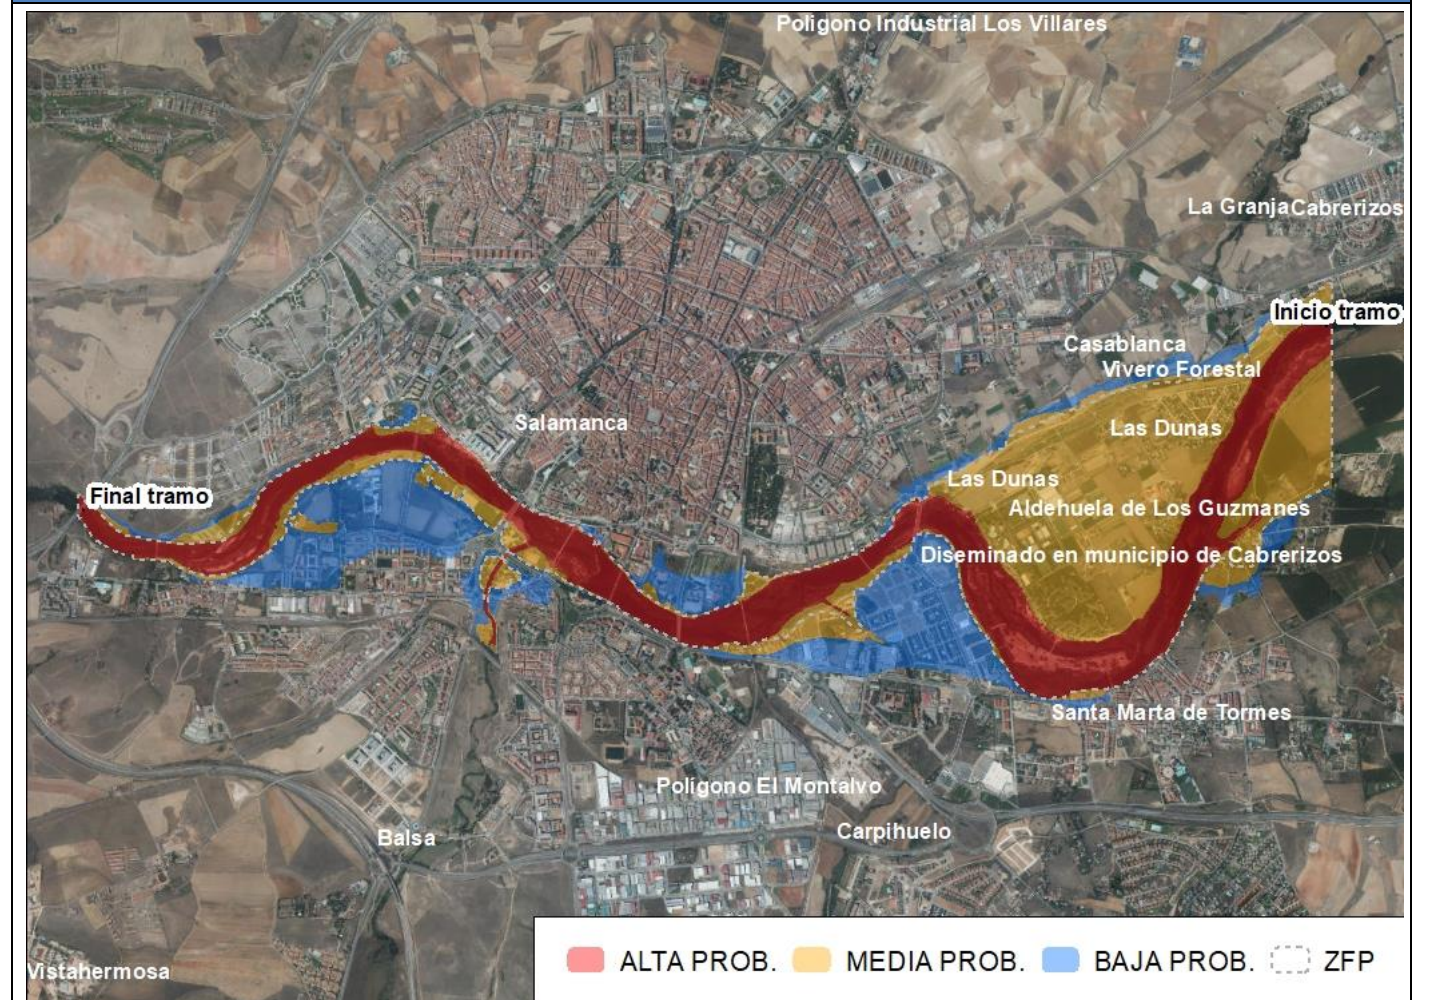 Poligono Industrial Los Villares
La Granja
Cabrerizos
Inicio tramo
Casablanca
Vivero Forestal
Salamanca
Las Dunas
Las Dunas
Final tramo
Aldehuela de Los Guzmanes
Diseminado en municipio de Cabrerizos
Santa Marta de Tormes
Polígono El Montalvo
Balsa
Carpihuelo
Vistahermosa
ALTA PROB. MEDIA PROB. BAJA PROB. ZFP